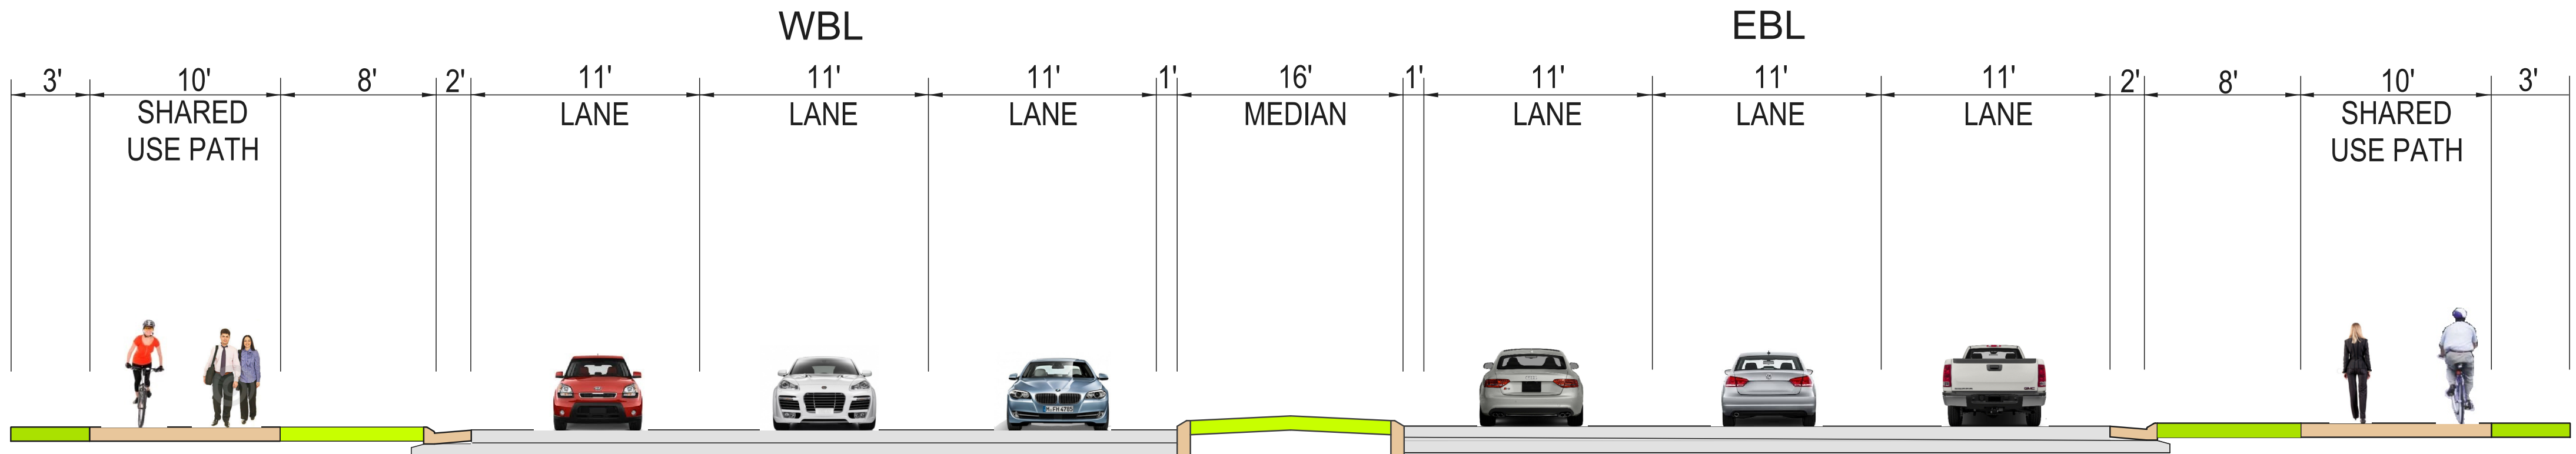 WBL EBL
3' 10' 8' 2' 11' 11' 11' 1' 16' 1' 11' 11' 11' 2' 8' 10' 3'
SHARED LANE LANE LANE MEDIAN LANE LANE LANE SHARED
USE PATH USE PATH